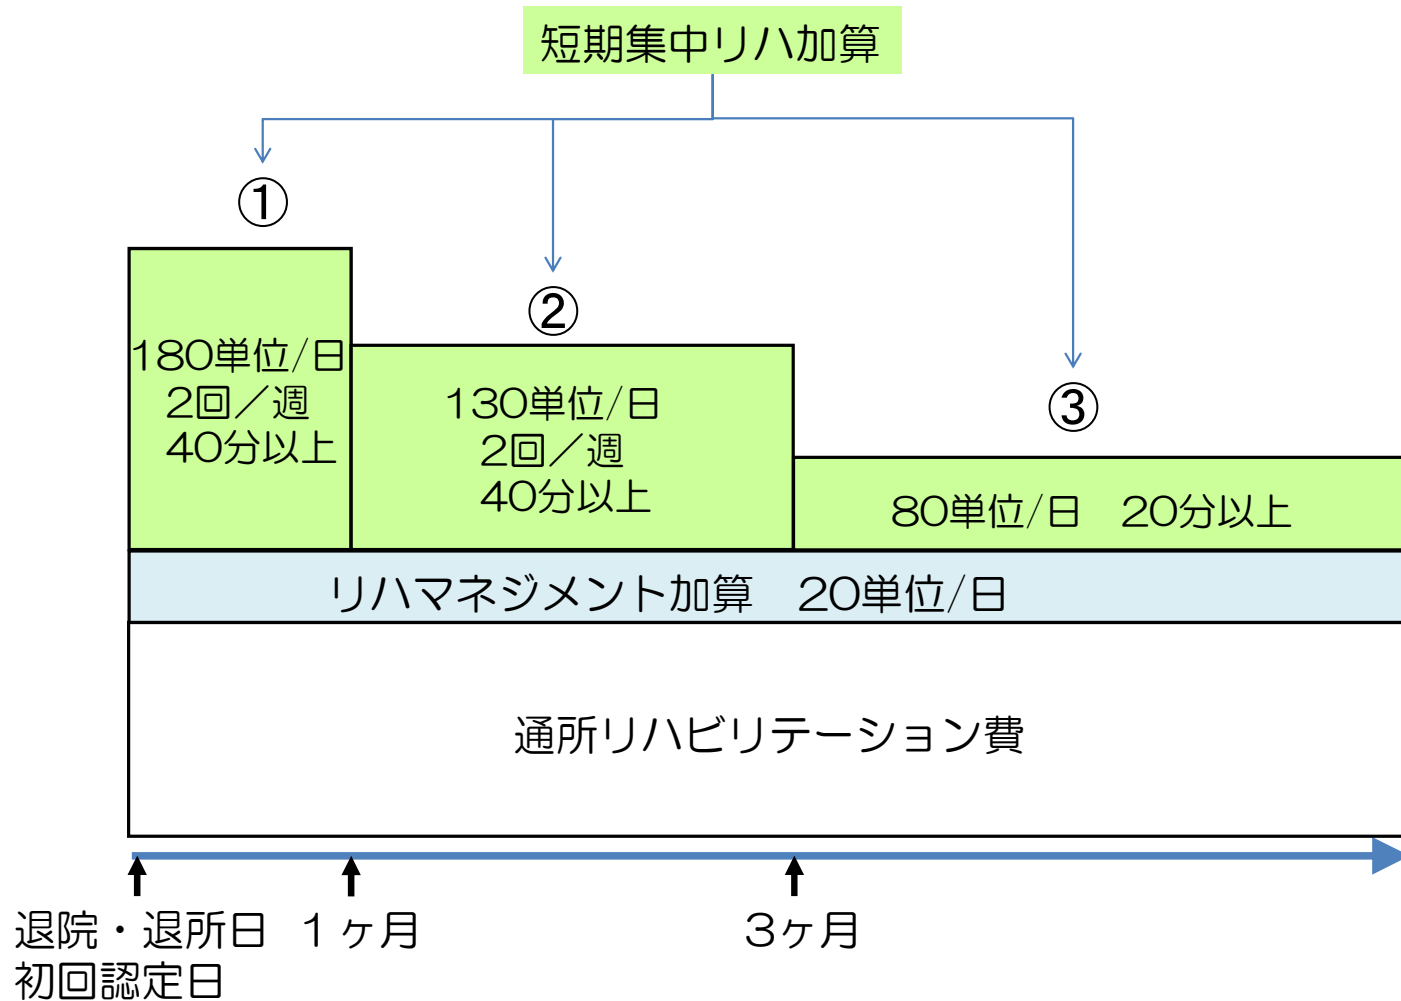 短期集中リハ加算
①
②
③
180単位/日
2回／週
40分以上
130単位/日
2回／週
40分以上
80単位/日　20分以上
リハマネジメント加算　20単位/日
通所リハビリテーション費
退院・退所日
初回認定日
１ヶ月
3ヶ月